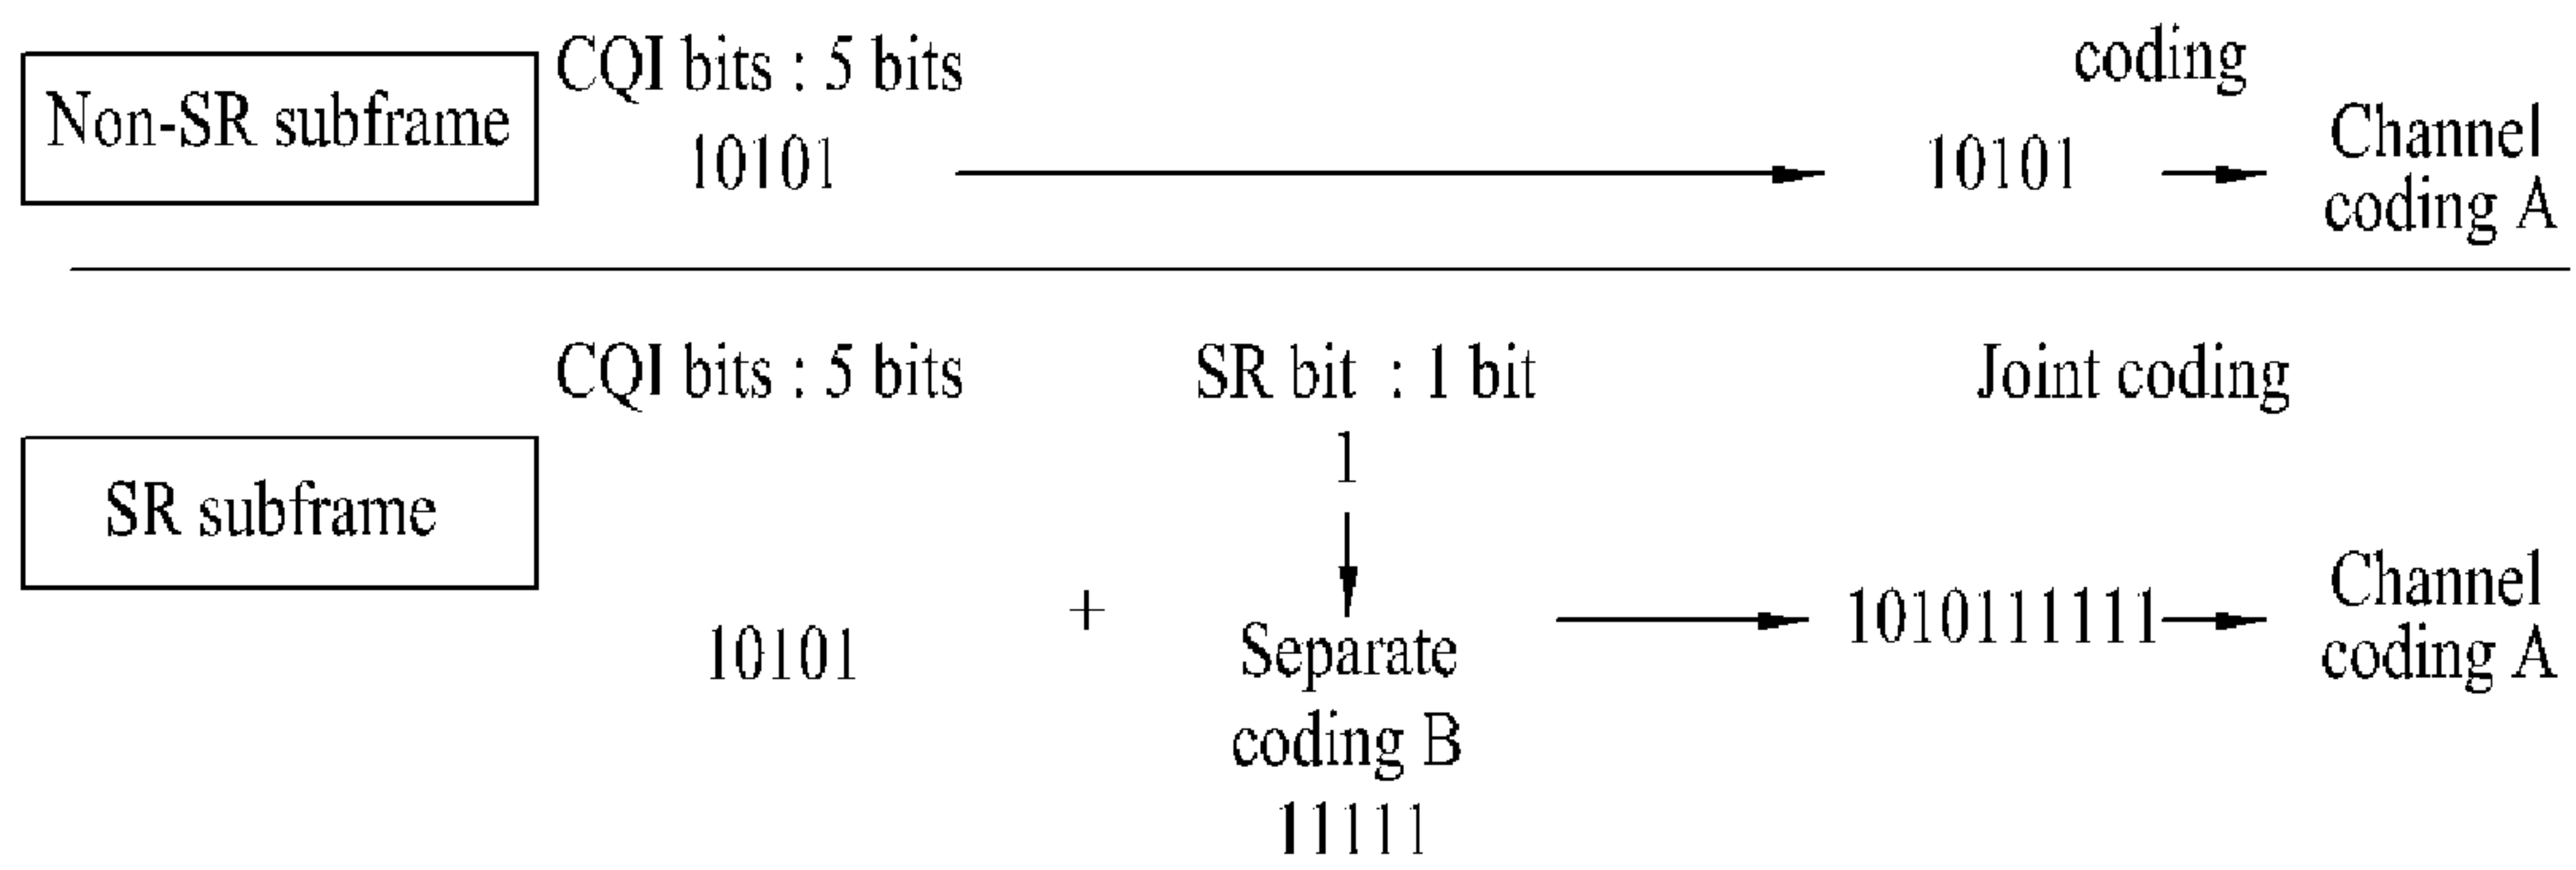 Non-SR subframe
CQI bits : 5 bits
10101
coding
10101
Channel
coding A
CQI bits : 5 bits
SR bit : 1 bit
Joint coding
1
SR subframe
10101
+
Separate
coding B
11111
1010111111
Channel
coding A